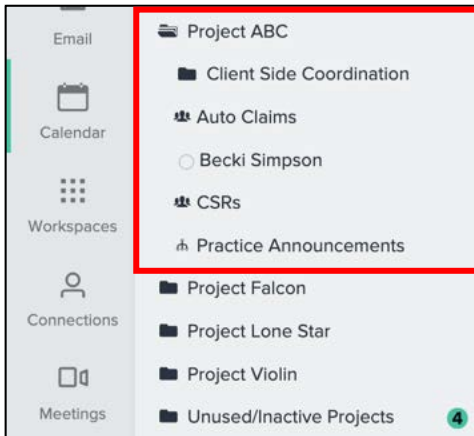 Email
Calendar
Workspaces
Connections
Meetings
Project ABC
Client Side Coordination
Auto Claims
Becki Simpson
CSRs
Practice Announcements
Project Falcon
Project Lone Star
Project Violin
Unused/Inactive Projects 4